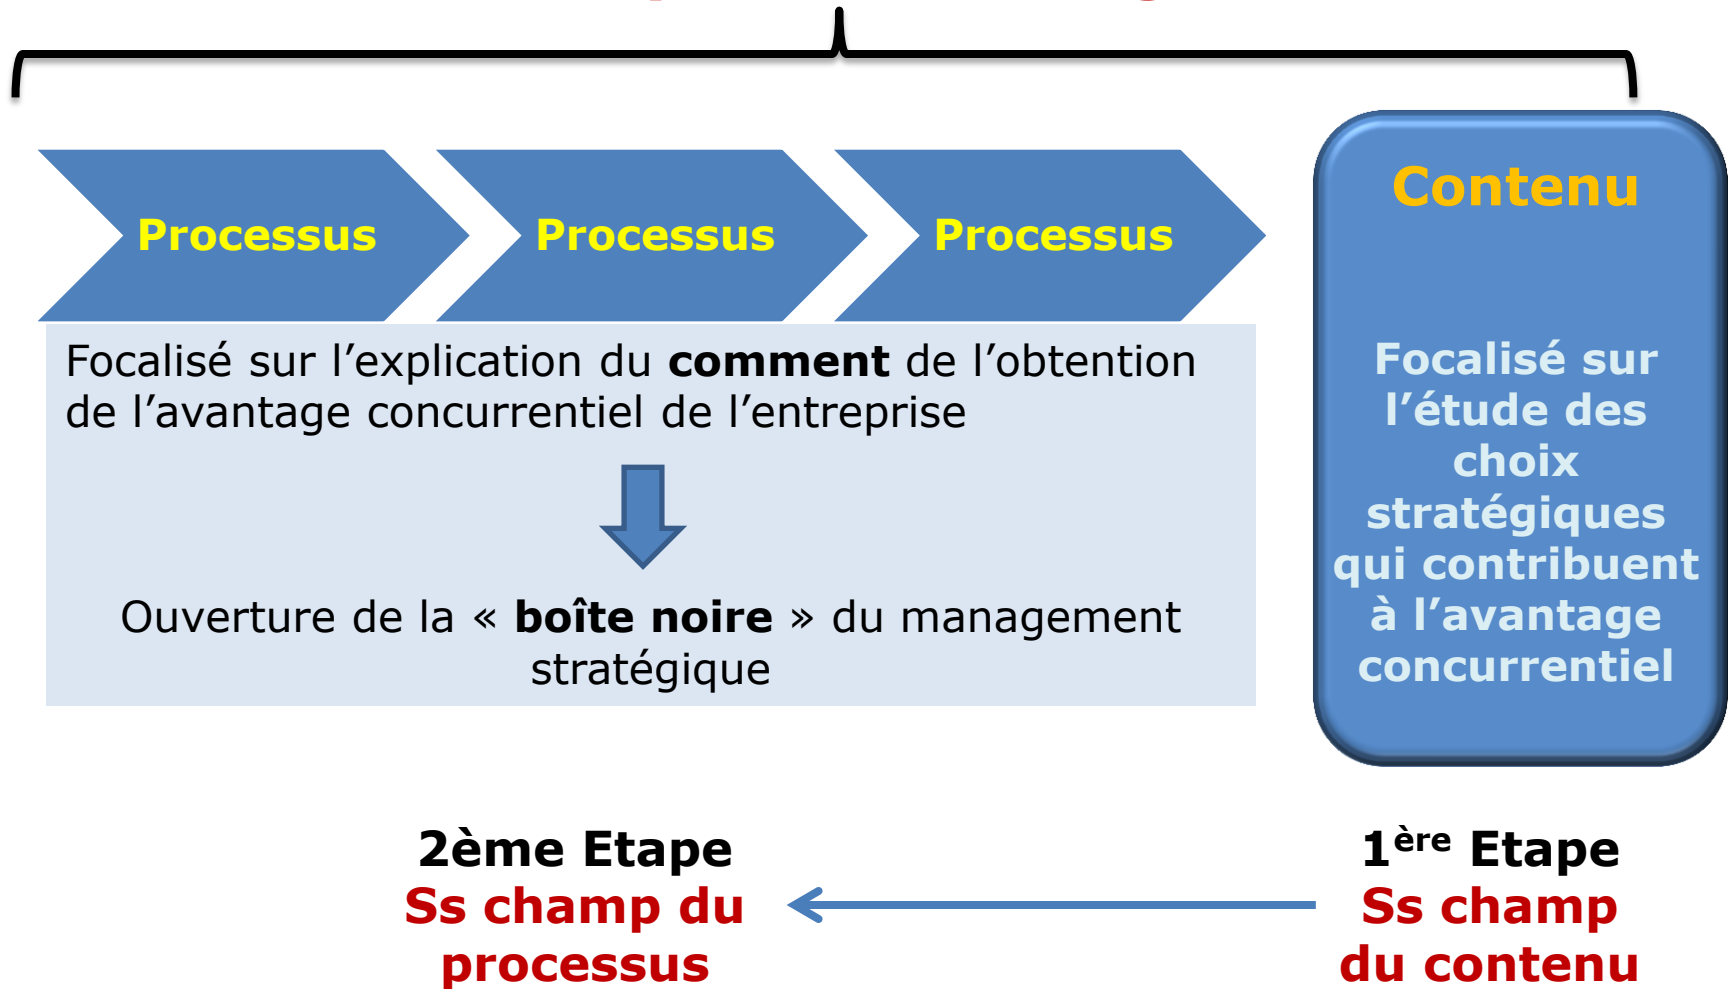 Processus
Processus
Processus
Contenu
Focalisé sur l’explication du comment de l’obtention
de l’avantage concurrentiel de l’entreprise
Ouverture de la « boîte noire » du management
stratégique
Focalisé sur
l’étude des
choix
stratégiques
qui contribuent
à l’avantage
concurrentiel
2ème Etape
Ss champ du
processus
1ère Etape
Ss champ
du contenu